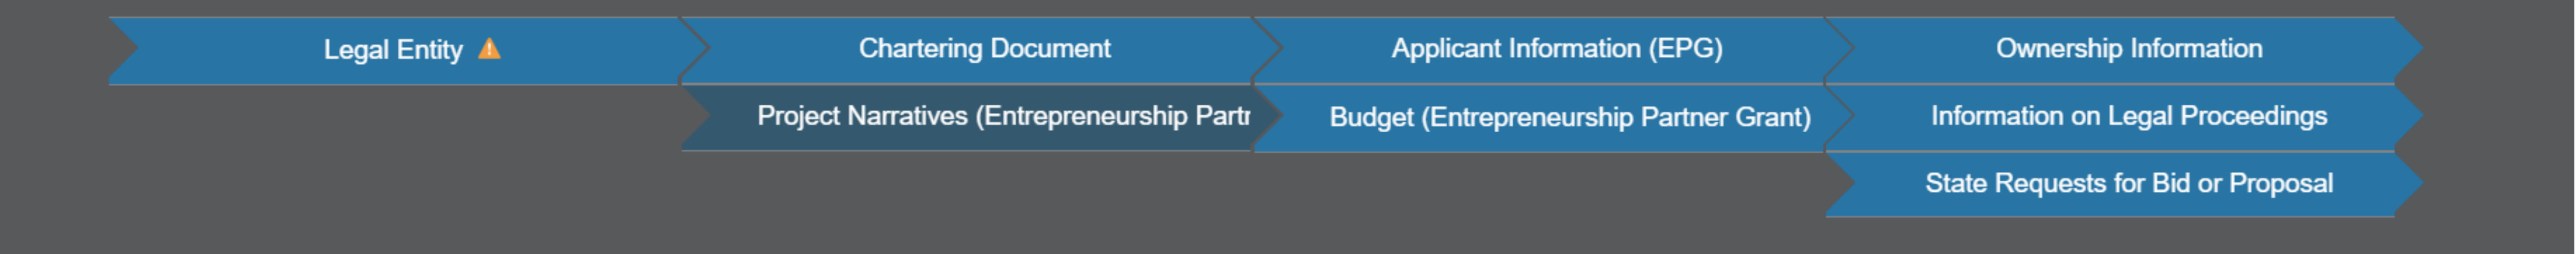 Legal Entity
Chartering Document
Applicant Information (EPG)
Ownership Information
Project Narratives (Entrepreneurship Partr
Budget (Entrepreneurship Partner Grant)
Information on Legal Proceedings
State Requests for Bid or Proposal